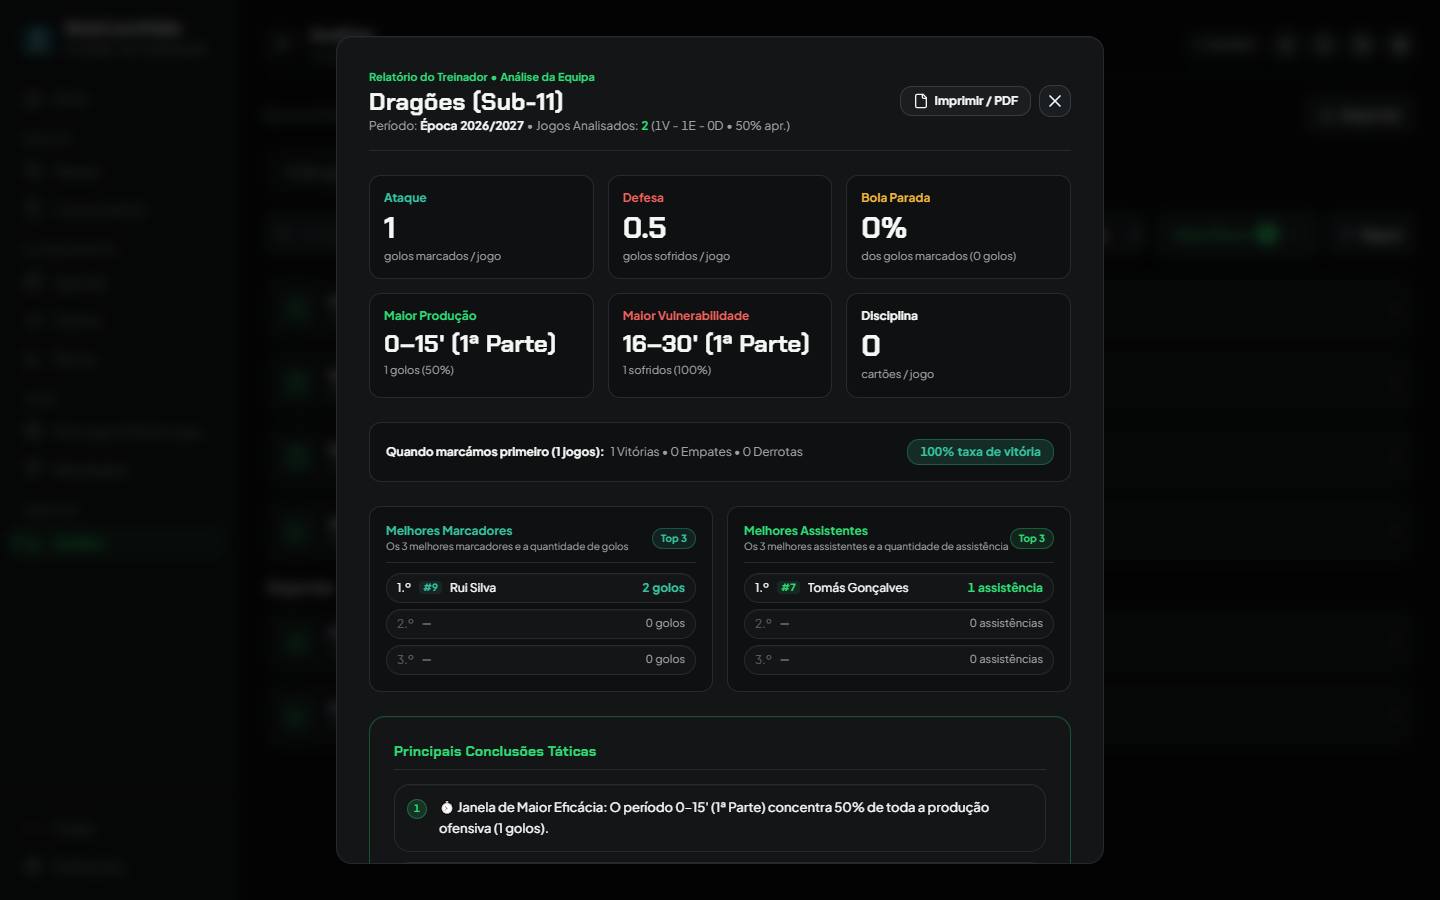 Relatório do Treinador • Análise da Equipa
Dragões (Sub-11)
Período: Época 2026/2027 • Jogos Analisados: 2 (1V - 1E - 0D • 50% apr.)
Imprimir / PDF
Ataque
1
golos marcados / jogo
Defesa
0.5
golos sofridos / jogo
Bola Parada
0%
dos golos marcados (0 golos)
Maior Produção
0–15' (1ª Parte)
1 golos (50%)
Maior Vulnerabilidade
16–30' (1ª Parte)
1 sofridos (100%)
Disciplina
0
cartões / jogo
Quando marcámos primeiro (1 jogos): 1 Vitórias • 0 Empates • 0 Derrotas
100% taxa de vitória
Melhores Marcadores
Os 3 melhores marcadores e a quantidade de golos
Top 3
1.º #9 Rui Silva 2 golos
2.º — 0 golos
3.º — 0 golos
Melhores Assistentes
Os 3 melhores assistentes e a quantidade de assistência
Top 3
1.º #7 Tomás Gonçalves 1 assistência
2.º — 0 assistências
3.º — 0 assistências
Principais Conclusões Táticas
1 Janela de Maior Eficácia: O período 0–15' (1ª Parte) concentra 50% de toda a produção
ofensiva (1 golos).